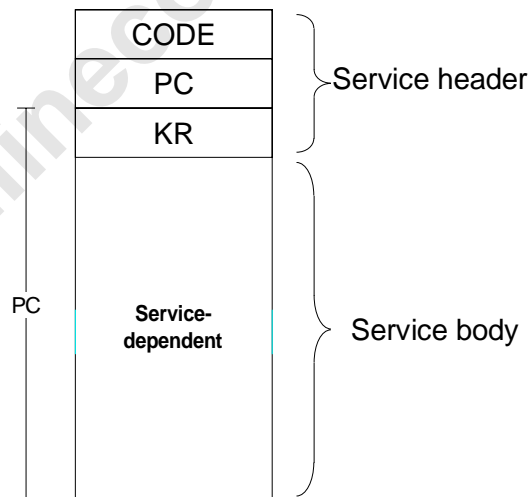 CODE
PC
Service header
KR
PC
Service-
dependent
Service body